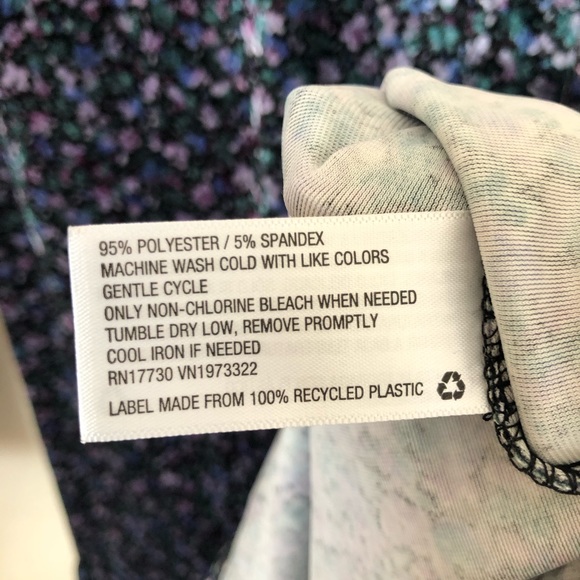 95% POLYESTER / 5% SPANDEX
MACHINE WASH COLD WITH LIKE COLORS
GENTLE CYCLE
ONLY NON-CHLORINE BLEACH WHEN NEEDED
TUMBLE DRY LOW, REMOVE PROMPTLY
COOL IRON IF NEEDED
RN17730 VN1973322
LABEL MADE FROM 100% RECYCLED PLASTIC